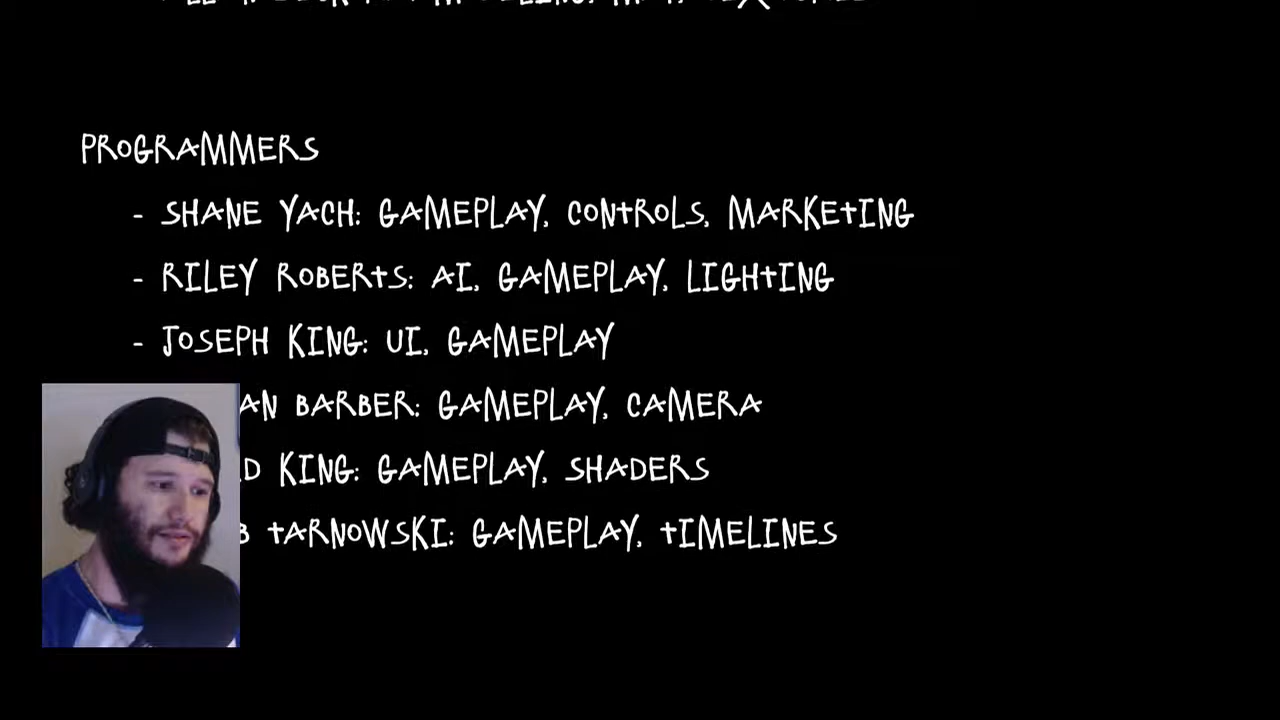 PROGRAMMERS
- SHANE YACH: GAMEPLAY, CONTROLS, MARKETING
- RILEY ROBERTS: AI, GAMEPLAY, LIGHTING
- JOSEPH KING: UI, GAMEPLAY
BARBER: GAMEPLAY, CAMERA
KING: GAMEPLAY, SHADERS
TARNOWSKI: GAMEPLAY, TIMELINES